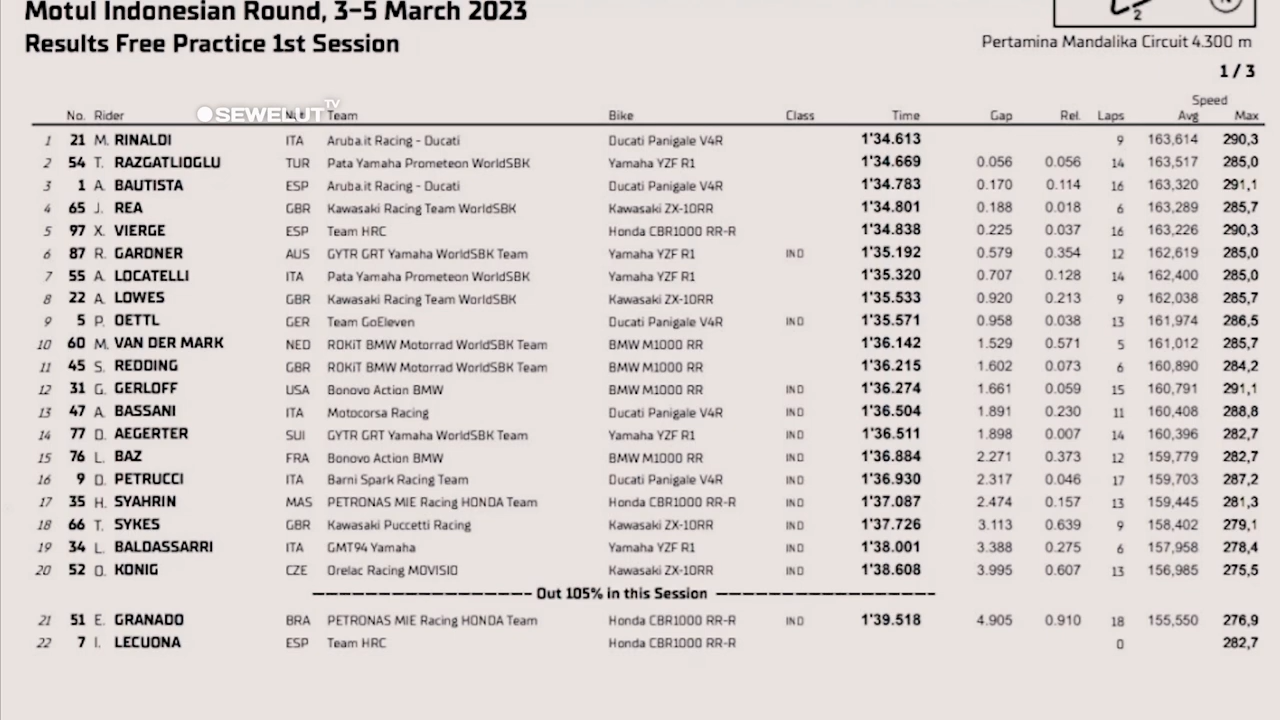 Motul Indonesian Round, 3–5 March 2023
Results Free Practice 1st Session
2
N
Pertamina Mandalika Circuit 4.300 m
1 / 3
SEWELUT TV
Speed
No. Rider Nat Team Bike Class Time Gap Rel. Laps Avg Max
1 21 M. RINALDI ITA Aruba.it Racing - Ducati Ducati Panigale V4R 1'34.613 9 163,614 290,3
2 54 T. RAZGATLIOGLU TUR Pata Yamaha Prometeon WorldSBK Yamaha YZF R1 1'34.669 0.056 0.056 14 163,517 285,0
3 1 A. BAUTISTA ESP Aruba.it Racing - Ducati Ducati Panigale V4R 1'34.783 0.170 0.114 16 163,320 291,1
4 65 J. REA GBR Kawasaki Racing Team WorldSBK Kawasaki ZX-10RR 1'34.801 0.188 0.018 6 163,289 285,7
5 97 X. VIERGE ESP Team HRC Honda CBR1000 RR-R 1'34.838 0.225 0.037 16 163,226 290,3
6 87 R. GARDNER AUS GYTR GRT Yamaha WorldSBK Team Yamaha YZF R1 IND 1'35.192 0.579 0.354 12 162,619 285,0
7 55 A. LOCATELLI ITA Pata Yamaha Prometeon WorldSBK Yamaha YZF R1 1'35.320 0.707 0.128 14 162,400 285,0
8 22 A. LOWES GBR Kawasaki Racing Team WorldSBK Kawasaki ZX-10RR 1'35.533 0.920 0.213 9 162,038 285,7
9 5 P. OETTL GER Team GoEleven Ducati Panigale V4R IND 1'35.571 0.958 0.038 13 161,974 286,5
10 60 M. VAN DER MARK NED ROKiT BMW Motorrad WorldSBK Team BMW M1000 RR 1'36.142 1.529 0.571 5 161,012 285,7
11 45 S. REDDING GBR ROKiT BMW Motorrad WorldSBK Team BMW M1000 RR 1'36.215 1.602 0.073 6 160,890 284,2
12 31 G. GERLOFF USA Bonovo Action BMW BMW M1000 RR IND 1'36.274 1.661 0.059 15 160,791 291,1
13 47 A. BASSANI ITA Motocorsa Racing Ducati Panigale V4R IND 1'36.504 1.891 0.230 11 160,408 288,8
14 77 D. AEGERTER SUI GYTR GRT Yamaha WorldSBK Team Yamaha YZF R1 IND 1'36.511 1.898 0.007 14 160,396 282,7
15 76 L. BAZ FRA Bonovo Action BMW BMW M1000 RR IND 1'36.884 2.271 0.373 12 159,779 282,7
16 9 D. PETRUCCI ITA Barni Spark Racing Team Ducati Panigale V4R IND 1'36.930 2.317 0.046 17 159,703 287,2
17 35 H. SYAHRIN MAS PETRONAS MIE Racing HONDA Team Honda CBR1000 RR-R IND 1'37.087 2.474 0.157 13 159,445 281,3
18 66 T. SYKES GBR Kawasaki Puccetti Racing Kawasaki ZX-10RR IND 1'37.726 3.113 0.639 9 158,402 279,1
19 34 L. BALDASSARRI ITA GMT94 Yamaha Yamaha YZF R1 IND 1'38.001 3.388 0.275 6 157,958 278,4
20 52 O. KONIG CZE Orelac Racing MOVISIO Kawasaki ZX-10RR IND 1'38.608 3.995 0.607 13 156,985 275,5
Out 105% in this Session
21 51 E. GRANADO BRA PETRONAS MIE Racing HONDA Team Honda CBR1000 RR-R IND 1'39.518 4.905 0.910 18 155,550 276,9
22 7 I. LECUONA ESP Team HRC Honda CBR1000 RR-R 0 282,7